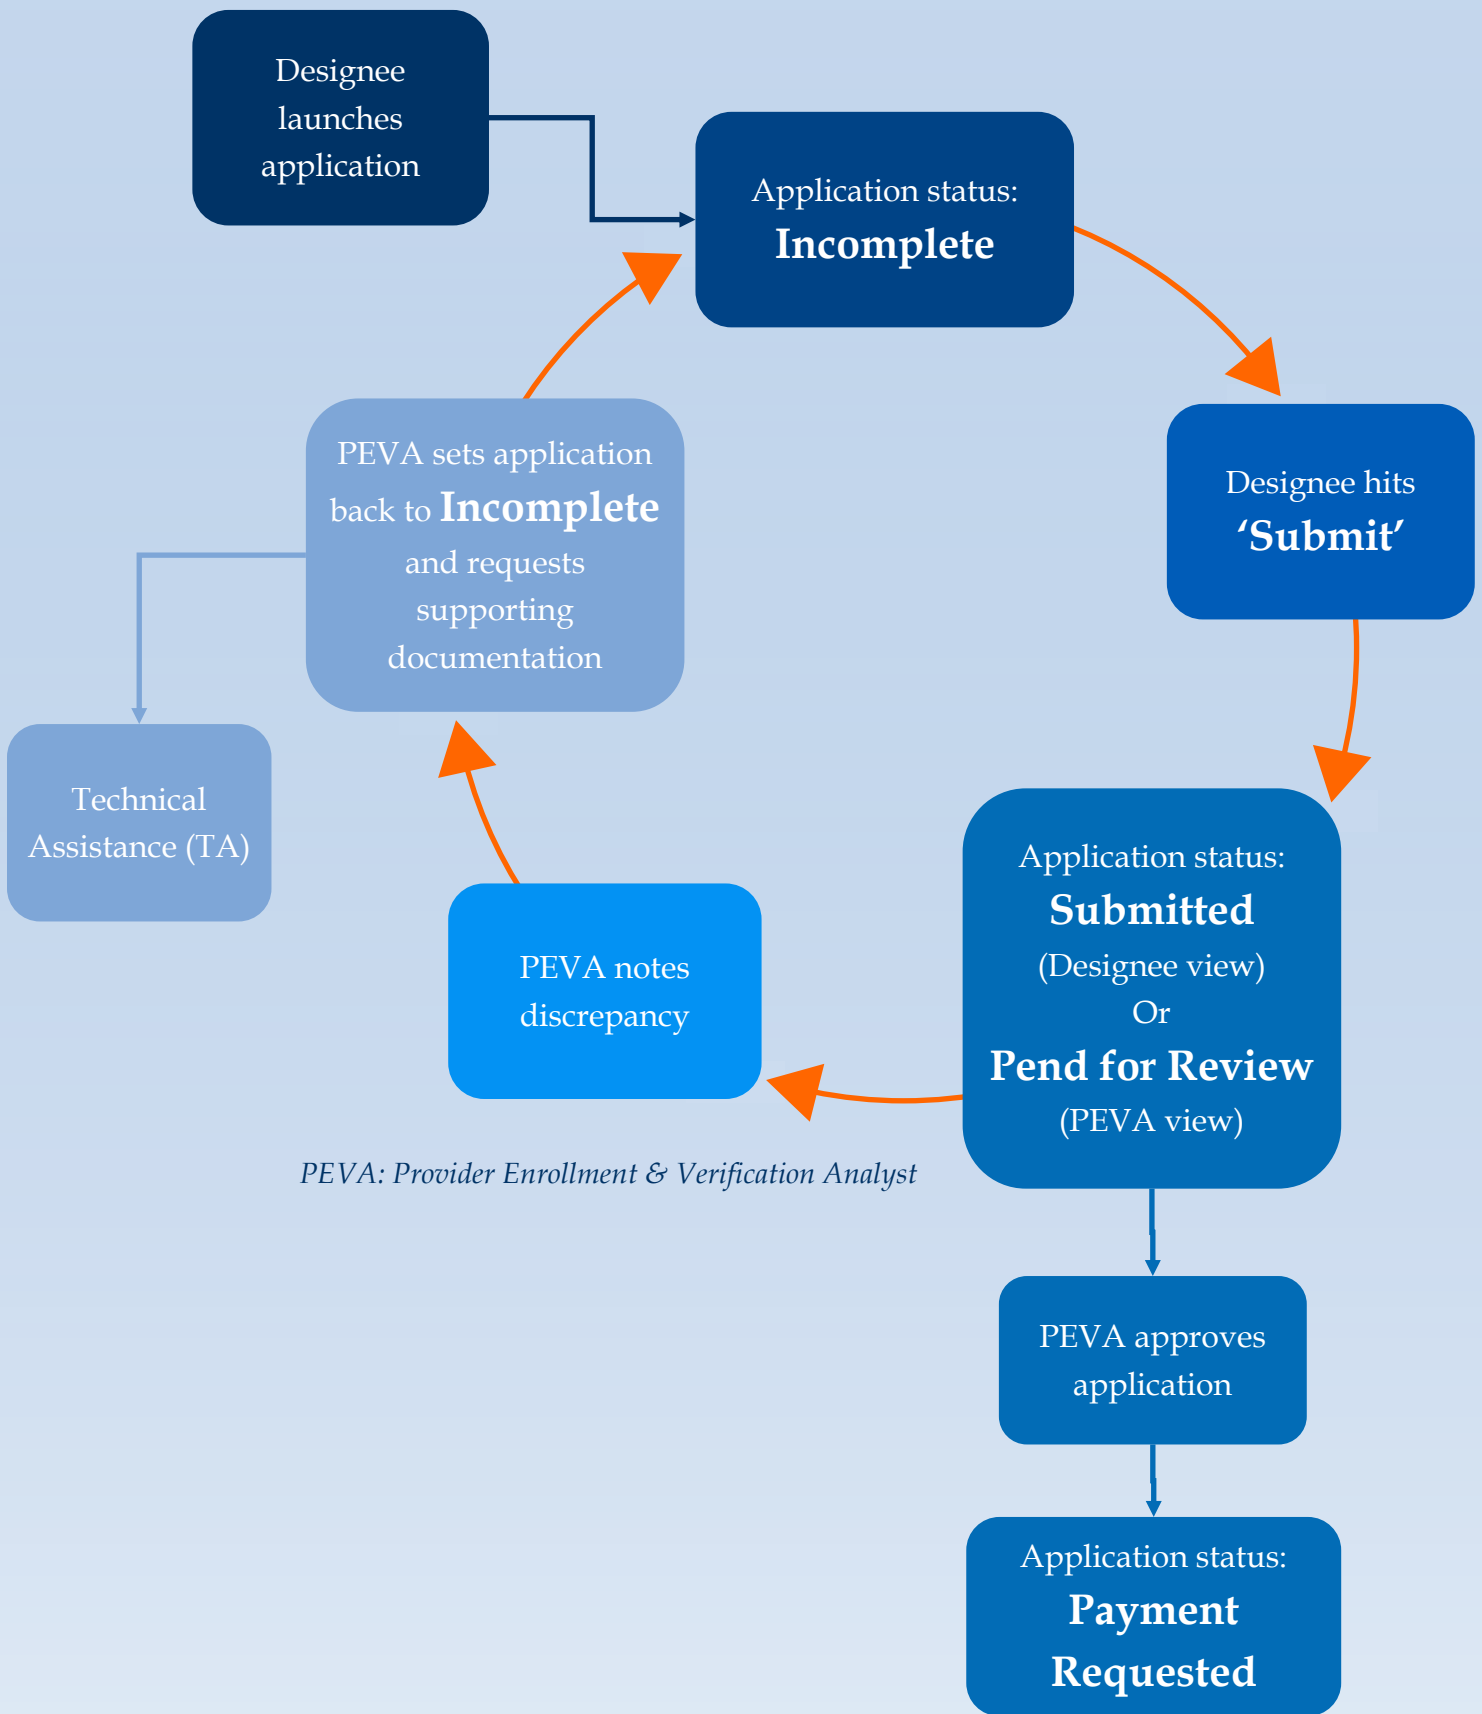 Designee
launches
application
Application status:
Incomplete
PEVA sets application
back to Incomplete
and requests
supporting
documentation
Designee hits
‘Submit’
Technical
Assistance (TA)
Application status:
Submitted
(Designee view)
Or
Pend for Review
(PEVA view)
PEVA notes
discrepancy
PEVA: Provider Enrollment & Verification Analyst
PEVA approves
application
Application status:
Payment
Requested